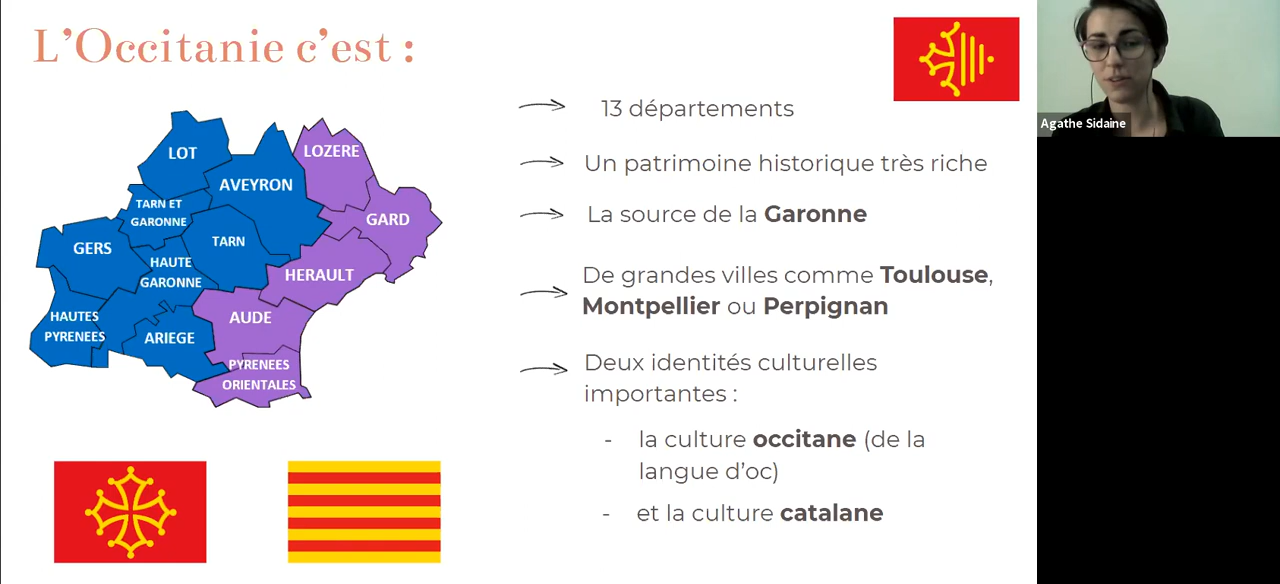 L'Occitanie c'est :
13 départements
Un patrimoine historique très riche
La source de la Garonne
De grandes villes comme Toulouse,
Montpellier ou Perpignan
Deux identités culturelles
importantes :
- la culture occitane (de la
langue d'oc)
- et la culture catalane
LOT
LOZERE
AVEYRON
TARN ET
GARONNE
GARD
GERS
TARN
HAUTE
GARONNE
HERAULT
HAUTES
PYRENEES
ARIEGE
AUDE
PYRENEES
ORIENTALES
Agathe Sidaine